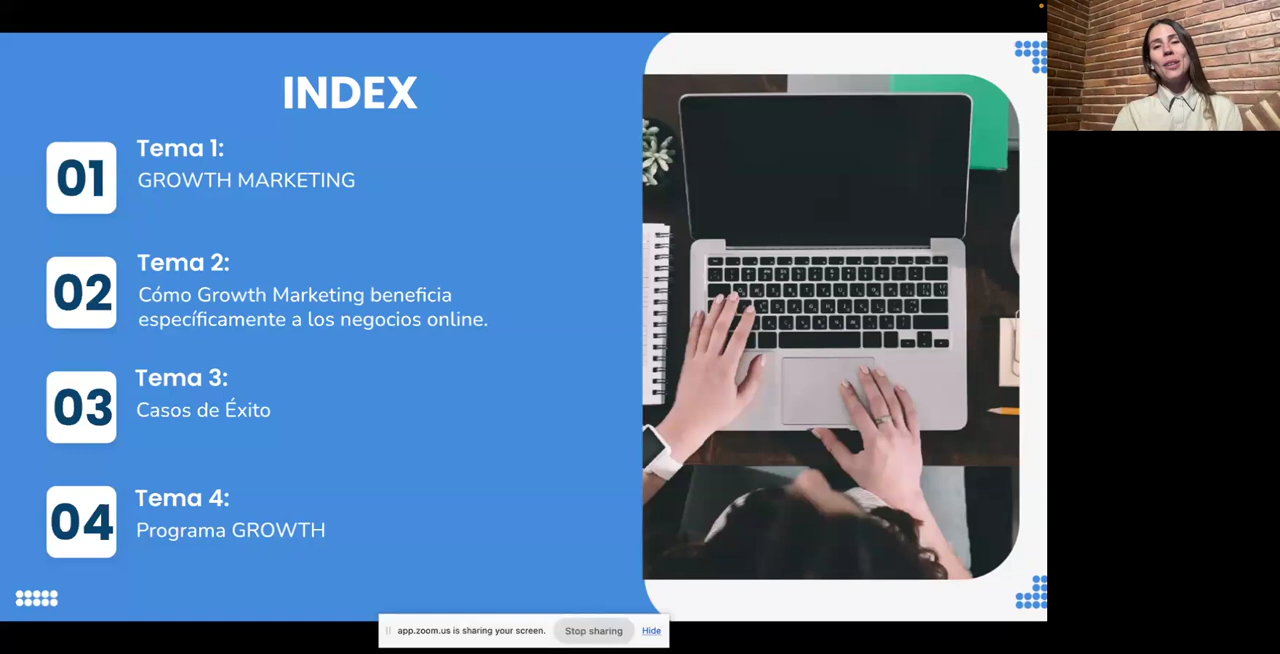 INDEX
01
Tema 1:
GROWTH MARKETING
02
Tema 2:
Cómo Growth Marketing beneficia
específicamente a los negocios online.
03
Tema 3:
Casos de Éxito
04
Tema 4:
Programa GROWTH
app.zoom.us is sharing your screen.
Stop sharing
Hide